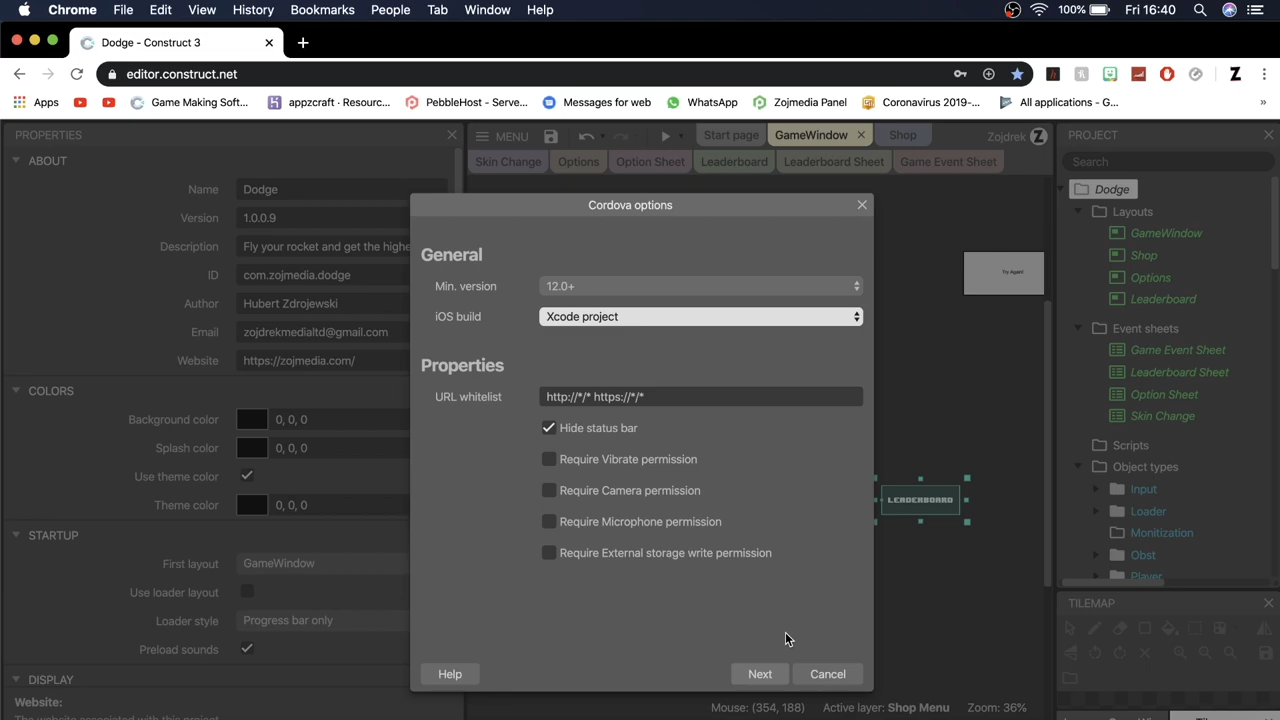 Chrome File Edit View History Bookmarks People Tab Window Help 100% Fri 16:40
Dodge - Construct 3
editor.construct.net
Apps Game Making Soft... appzcraft · Resourc... PebbleHost - Serve... Messages for web WhatsApp Zojmedia Panel Coronavirus 2019-... All applications - G... »
PROPERTIES
ABOUT
Name Dodge
Version 1.0.0.9
Description Fly your rocket and get the highe
ID com.zojmedia.dodge
Author Hubert Zdrojewski
Email zojdrekmedialtd@gmail.com
Website https://zojmedia.com/
COLORS
Background color 0, 0, 0
Splash color 0, 0, 0
Use theme color
Theme color 0, 0, 0
STARTUP
First layout GameWindow
Use loader layout
Loader style Progress bar only
Preload sounds
DISPLAY
Website:
MENU Start page GameWindow Shop Zojdrek
Skin Change Options Option Sheet Leaderboard Leaderboard Sheet Game Event Sheet
Cordova options
General
Min. version 12.0+
iOS build Xcode project
Properties
URL whitelist http://*/* https://*/*
Hide status bar
Require Vibrate permission
Require Camera permission
Require Microphone permission
Require External storage write permission
Help Next Cancel
Try Again!
LEADERBOARD
Mouse: (354, 188) Active layer: Shop Menu Zoom: 36%
PROJECT
Search
Dodge
Layouts
GameWindow
Shop
Options
Leaderboard
Event sheets
Game Event Sheet
Leaderboard Sheet
Option Sheet
Skin Change
Scripts
Object types
Input
Loader
Monitization
Obst
Player
TILEMAP